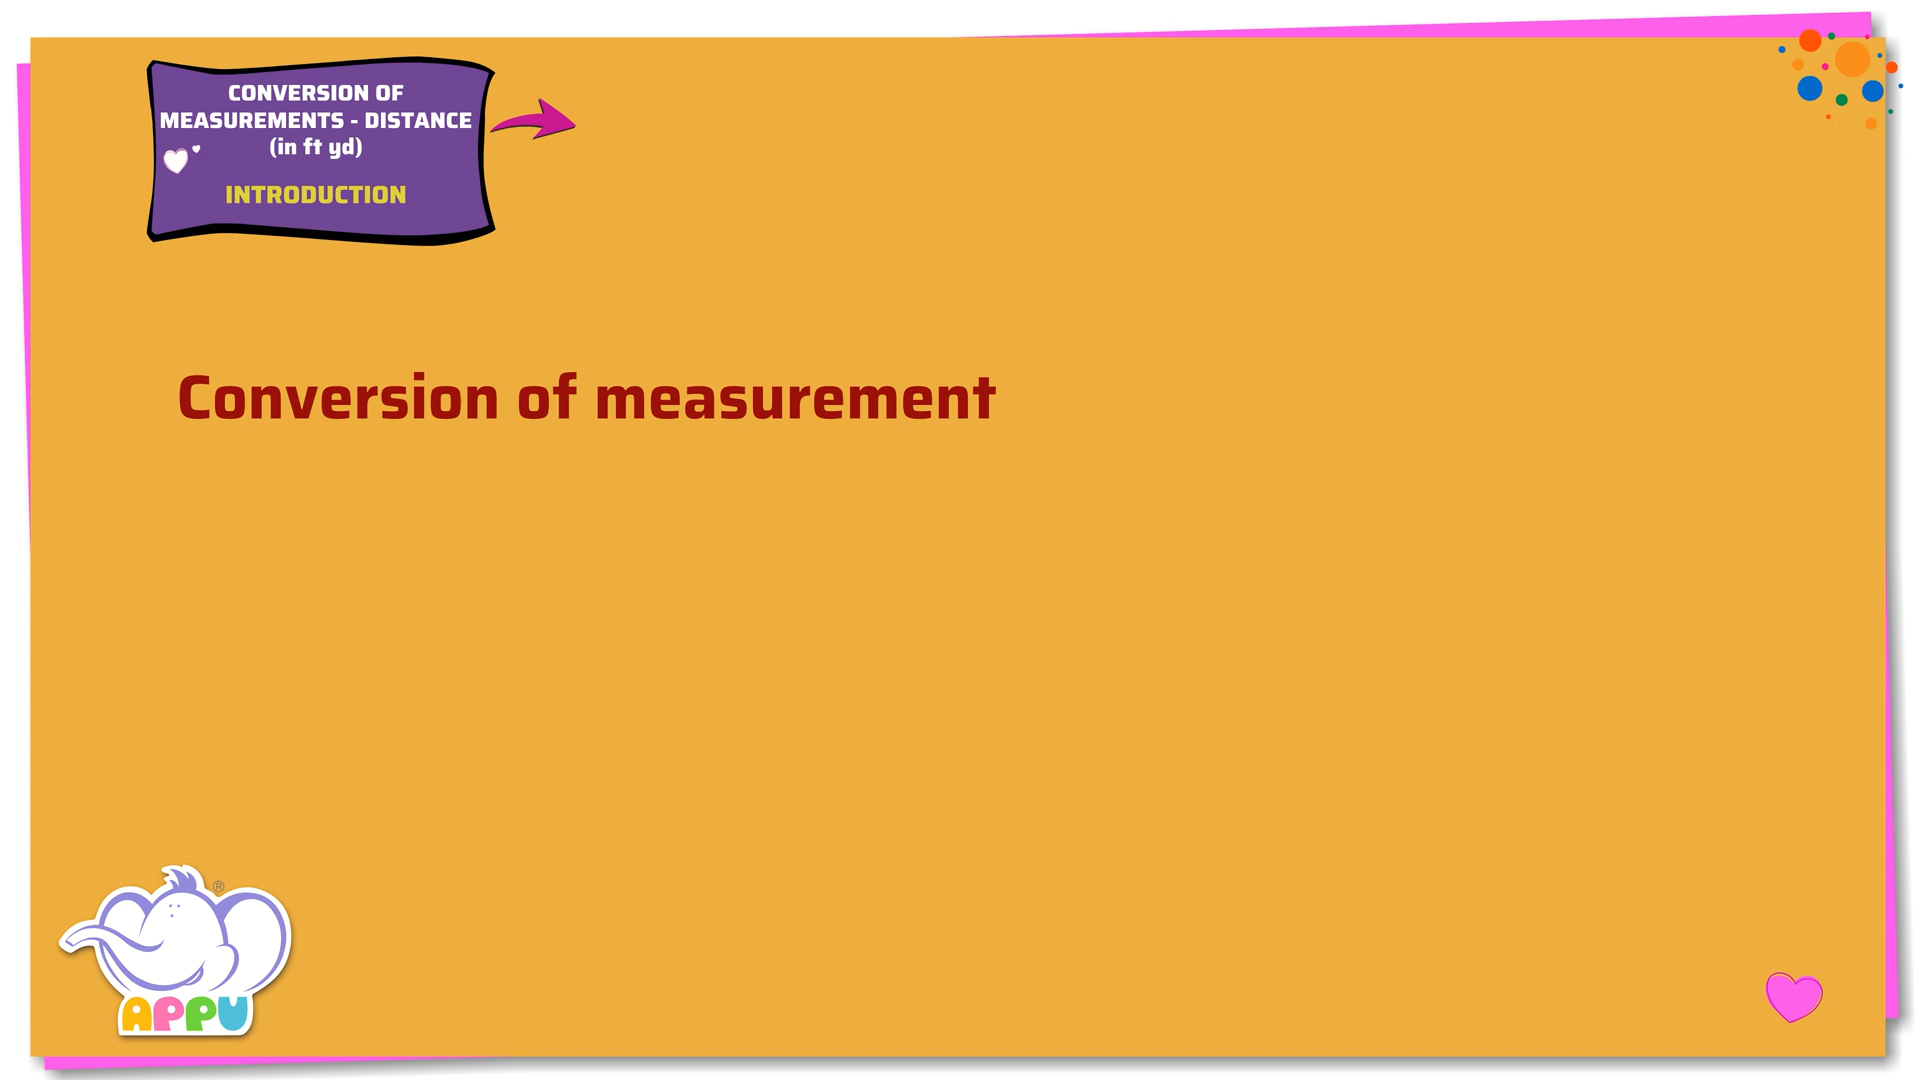 CONVERSION OF
MEASUREMENTS - DISTANCE
(in ft yd)
INTRODUCTION
Conversion of measurement
®
APPU